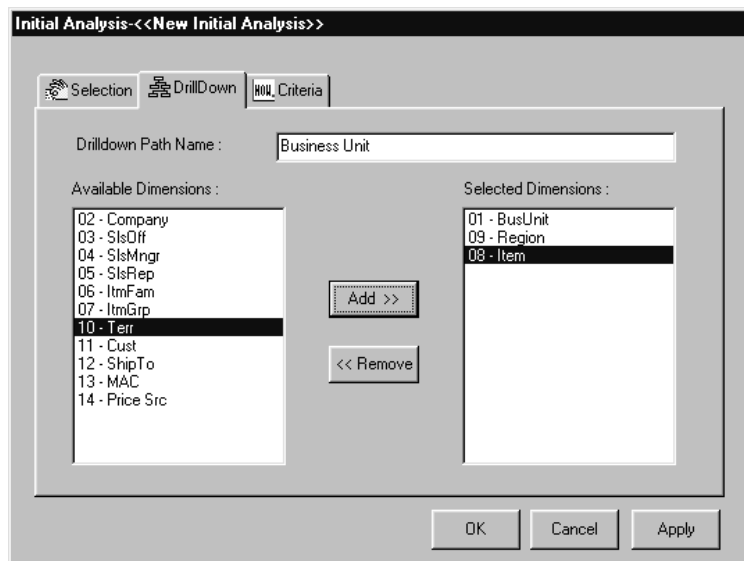 Initial Analysis-<<New Initial Analysis>>
Selection
DrillDown
HOW. Criteria
Drilldown Path Name :
Business Unit
Available Dimensions :
02 - Company
03 - SlsOff
04 - SlsMngr
05 - SlsRep
06 - ItmFam
07 - ItmGrp
10 - Terr
11 - Cust
12 - ShipTo
13 - MAC
14 - Price Src
Add >>
<< Remove
Selected Dimensions :
01 - BusUnit
09 - Region
08 - Item
OK
Cancel
Apply